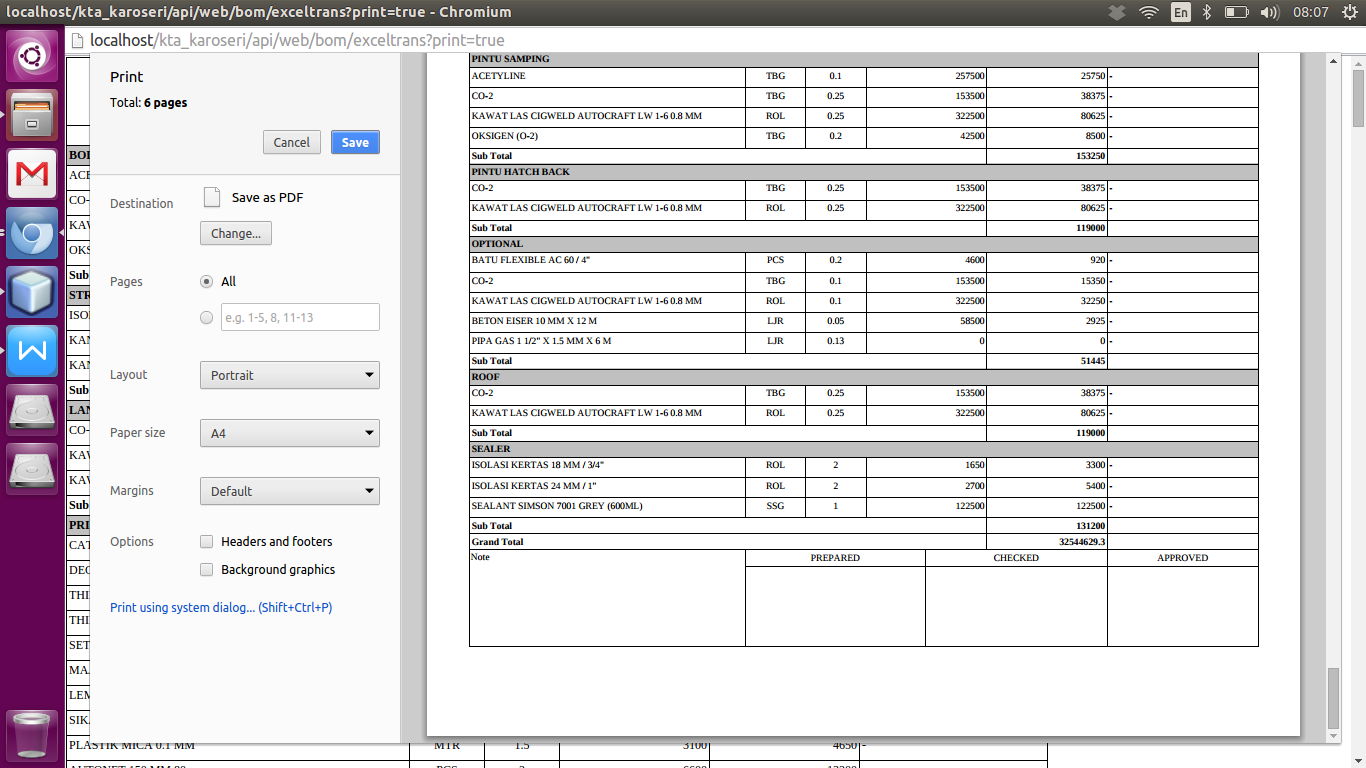 localhost/kta_karoseri/api/web/bom/exceltrans?print=true - Chromium
En 08:07
localhost/kta_karoseri/api/web/bom/exceltrans?print=true
Print
Total: 6 pages
Cancel Save
Destination Save as PDF
Change...
Pages All
e.g. 1-5, 8, 11-13
Layout Portrait
Paper size A4
Margins Default
Options Headers and footers
Background graphics
Print using system dialog... (Shift+Ctrl+P)
PINTU SAMPING
ACETYLINE TBG 0.1 257500 25750 -
CO-2 TBG 0.25 153500 38375 -
KAWAT LAS CIGWELD AUTOCRAFT LW 1-6 0.8 MM ROL 0.25 322500 80625 -
OKSIGEN (O-2) TBG 0.2 42500 8500 -
Sub Total 153250
PINTU HATCH BACK
CO-2 TBG 0.25 153500 38375 -
KAWAT LAS CIGWELD AUTOCRAFT LW 1-6 0.8 MM ROL 0.25 322500 80625 -
Sub Total 119000
OPTIONAL
BATU FLEXIBLE AC 60 / 4" PCS 0.2 4600 920 -
CO-2 TBG 0.1 153500 15350 -
KAWAT LAS CIGWELD AUTOCRAFT LW 1-6 0.8 MM ROL 0.1 322500 32250 -
BETON EISER 10 MM X 12 M LJR 0.05 58500 2925 -
PIPA GAS 1 1/2" X 1.5 MM X 6 M LJR 0.13 0 0 -
Sub Total 51445
ROOF
CO-2 TBG 0.25 153500 38375 -
KAWAT LAS CIGWELD AUTOCRAFT LW 1-6 0.8 MM ROL 0.25 322500 80625 -
Sub Total 119000
SEALER
ISOLASI KERTAS 18 MM / 3/4" ROL 2 1650 3300 -
ISOLASI KERTAS 24 MM / 1" ROL 2 2700 5400 -
SEALANT SIMSON 7001 GREY (600ML) SSG 1 122500 122500 -
Sub Total 131200
Grand Total 32544629.3
Note PREPARED CHECKED APPROVED
CO-
Sub
STR
Sub
CO-
Sub
PRI
CAT
THI
THI
SET
LEM
SIK
PLASTIK MICA 0.1 MM MTR 1.5 3100 4650 -